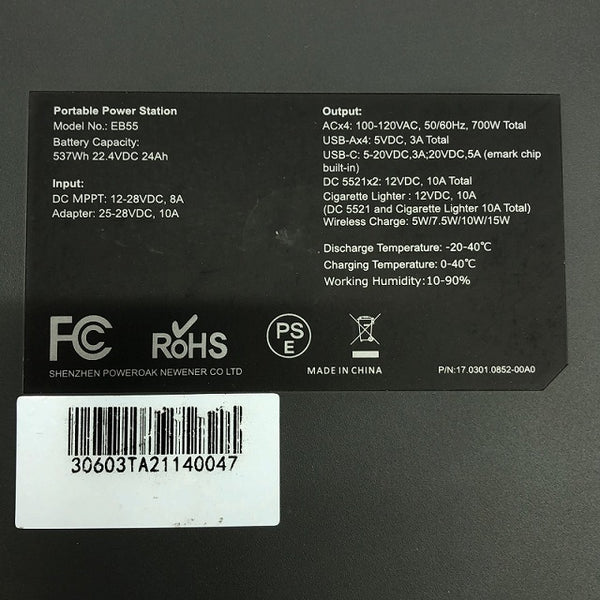 Portable Power Station
Model No.: EB55
Battery Capacity:
537Wh 22.4VDC 24Ah
Input:
DC MPPT: 12-28VDC, 8A
Adapter: 25-28VDC, 10A
Output:
ACx4: 100-120VAC, 50/60Hz, 700W Total
USB-Ax4: 5VDC, 3A Total
USB-C: 5-20VDC,3A;20VDC,5A (emark chip
built-in)
DC 5521x2: 12VDC, 10A Total
Cigarette Lighter : 12VDC, 10A
(DC 5521 and Cigarette Lighter 10A Total)
Wireless Charge: 5W/7.5W/10W/15W
Discharge Temperature: -20-40℃
Charging Temperature: 0-40℃
Working Humidity:10-90%
FC
RoHS
PS
E
SHENZHEN POWEROAK NEWENER CO LTD
MADE IN CHINA
P/N:17.0301.0852-00A0
30603TA21140047